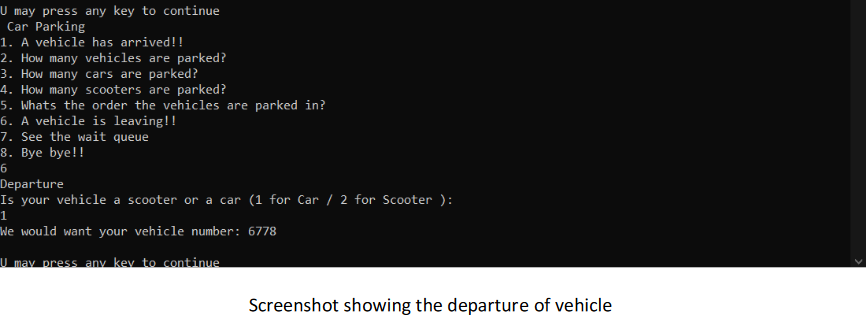 U may press any key to continue
Car Parking
1. A vehicle has arrived!!
2. How many vehicles are parked?
3. How many cars are parked?
4. How many scooters are parked?
5. Whats the order the vehicles are parked in?
6. A vehicle is leaving!!
7. See the wait queue
8. Bye bye!!
6
Departure
Is your vehicle a scooter or a car (1 for Car / 2 for Scooter ):
1
We would want your vehicle number: 6778
U may press any key to continue
Screenshot showing the departure of vehicle